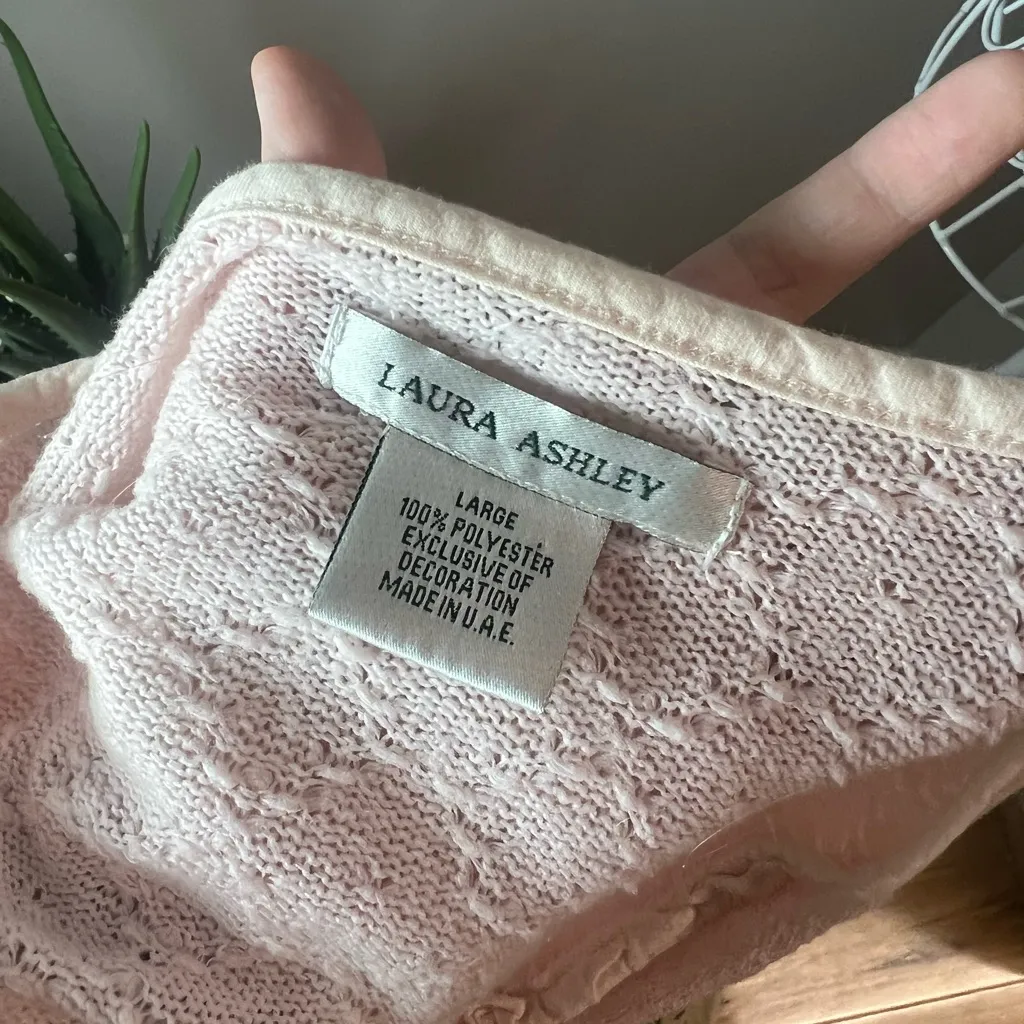 LAURA ASHLEY
LARGE
100% POLYESTER
EXCLUSIVE OF
DECORATION
MADE IN U.A.E.